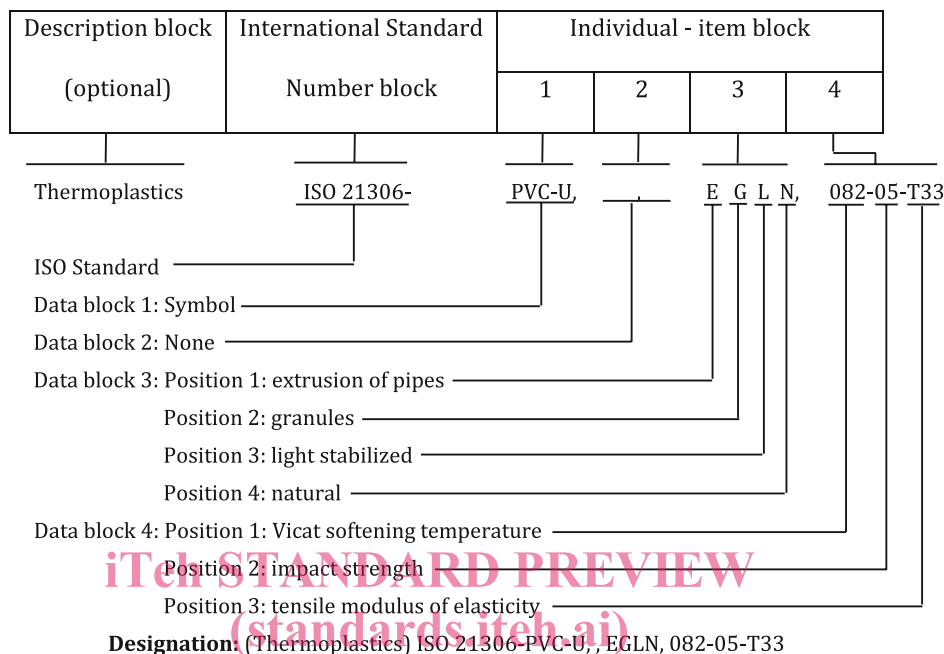 Description block International Standard Individual - item block
(optional) Number block 1 2 3 4
Thermoplastics ISO 21306- PVC-U, , E G L N, 082-05-T33
ISO Standard
Data block 1: Symbol
Data block 2: None
Data block 3: Position 1: extrusion of pipes
Position 2: granules
Position 3: light stabilized
Position 4: natural
Data block 4: Position 1: Vicat softening temperature
iTeh STANDARD PREVIEW
Position 2: impact strength
Position 3: tensile modulus of elasticity
(standards.iteh.ai)
Designation: (Thermoplastics) ISO 21306-PVC-U, , EGLN, 082-05-T33